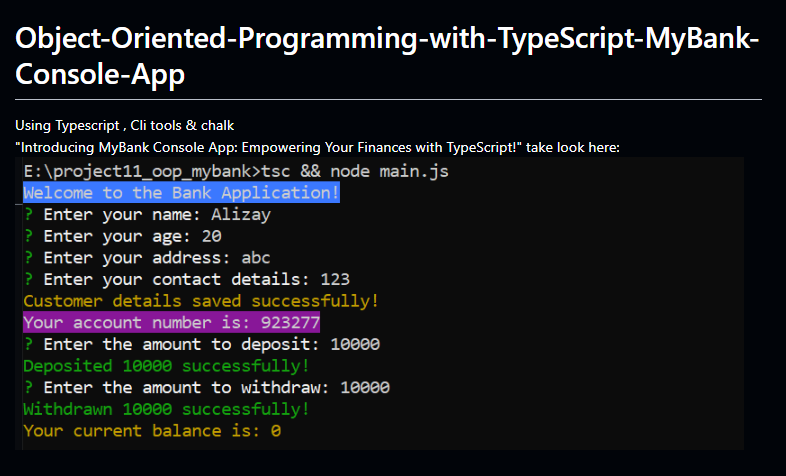 Object-Oriented-Programming-with-TypeScript-MyBank-
Console-App
Using Typescript , Cli tools & chalk
"Introducing MyBank Console App: Empowering Your Finances with TypeScript!" take look here:
E:\project11_oop_mybank>tsc && node main.js
Welcome to the Bank Application!
? Enter your name: Alizay
? Enter your age: 20
? Enter your address: abc
? Enter your contact details: 123
Customer details saved successfully!
Your account number is: 923277
? Enter the amount to deposit: 10000
Deposited 10000 successfully!
? Enter the amount to withdraw: 10000
Withdrawn 10000 successfully!
Your current balance is: 0